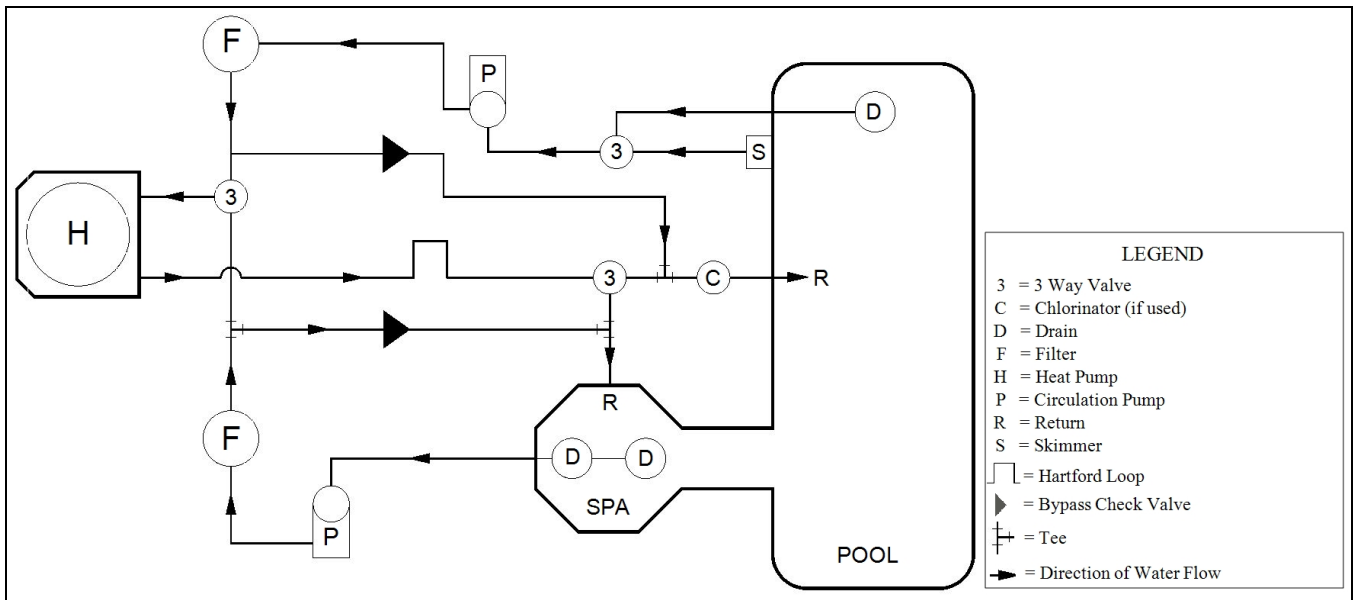 F
P
D
3
S
3
H
3
C
R
F
R
D
D
SPA
P
POOL
LEGEND
3 = 3 Way Valve
C = Chlorinator (if used)
D = Drain
F = Filter
H = Heat Pump
P = Circulation Pump
R = Return
S = Skimmer
= Hartford Loop
= Bypass Check Valve
= Tee
= Direction of Water Flow